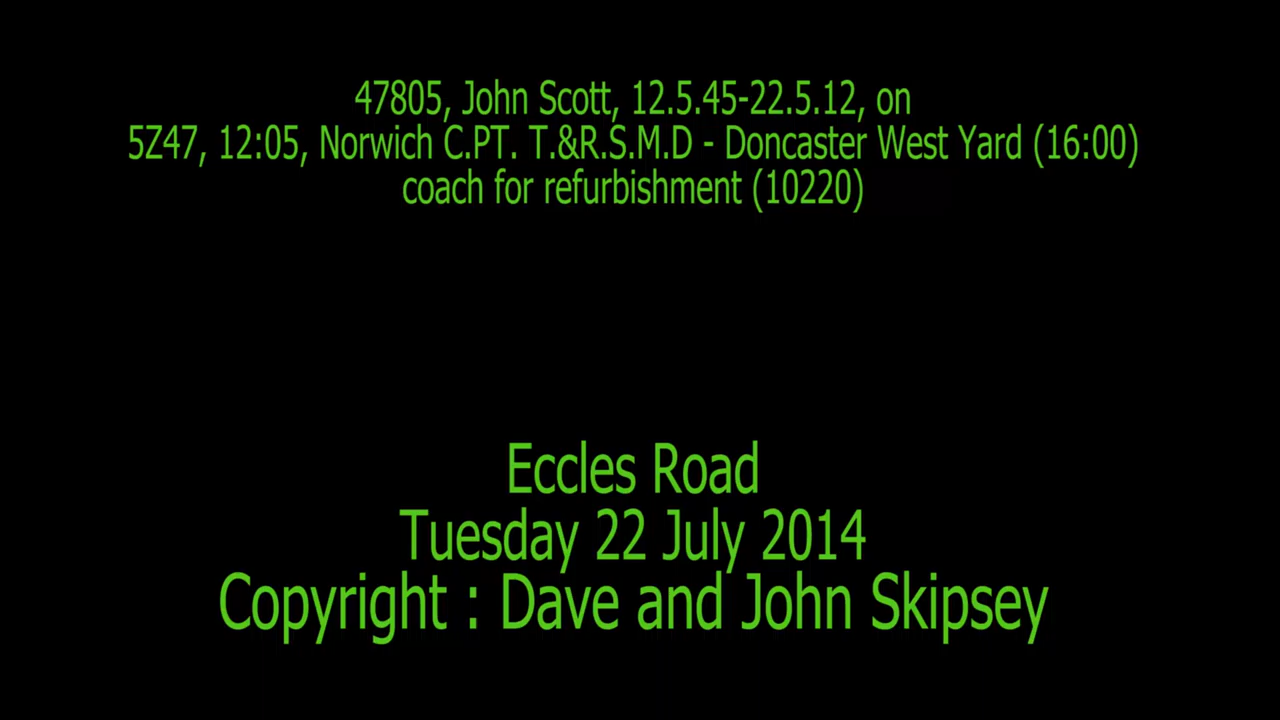 47805, John Scott, 12.5.45-22.5.12, on
5Z47, 12:05, Norwich C.PT. T.&R.S.M.D - Doncaster West Yard (16:00)
coach for refurbishment (10220)
Eccles Road
Tuesday 22 July 2014
Copyright : Dave and John Skipsey